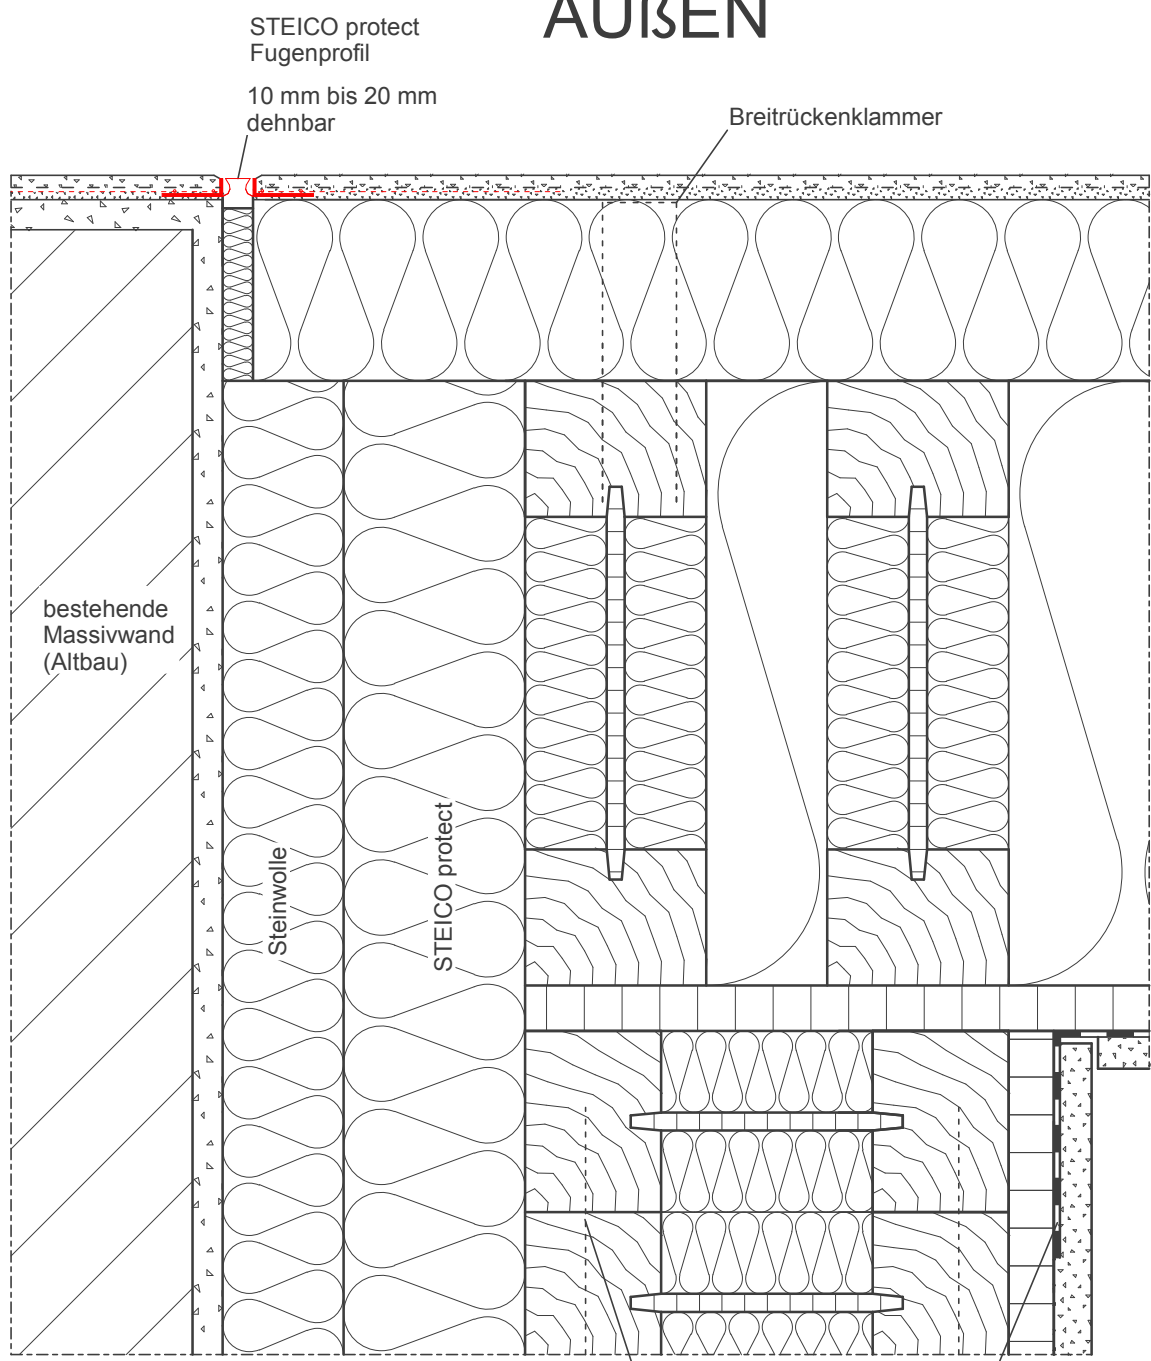 AUßEN
STEICO protect
Fugenprofil
10 mm bis 20 mm
dehnbar
Breitrückenklammer
bestehende
Massivwand
(Altbau)
Steinwolle
STEICO protect